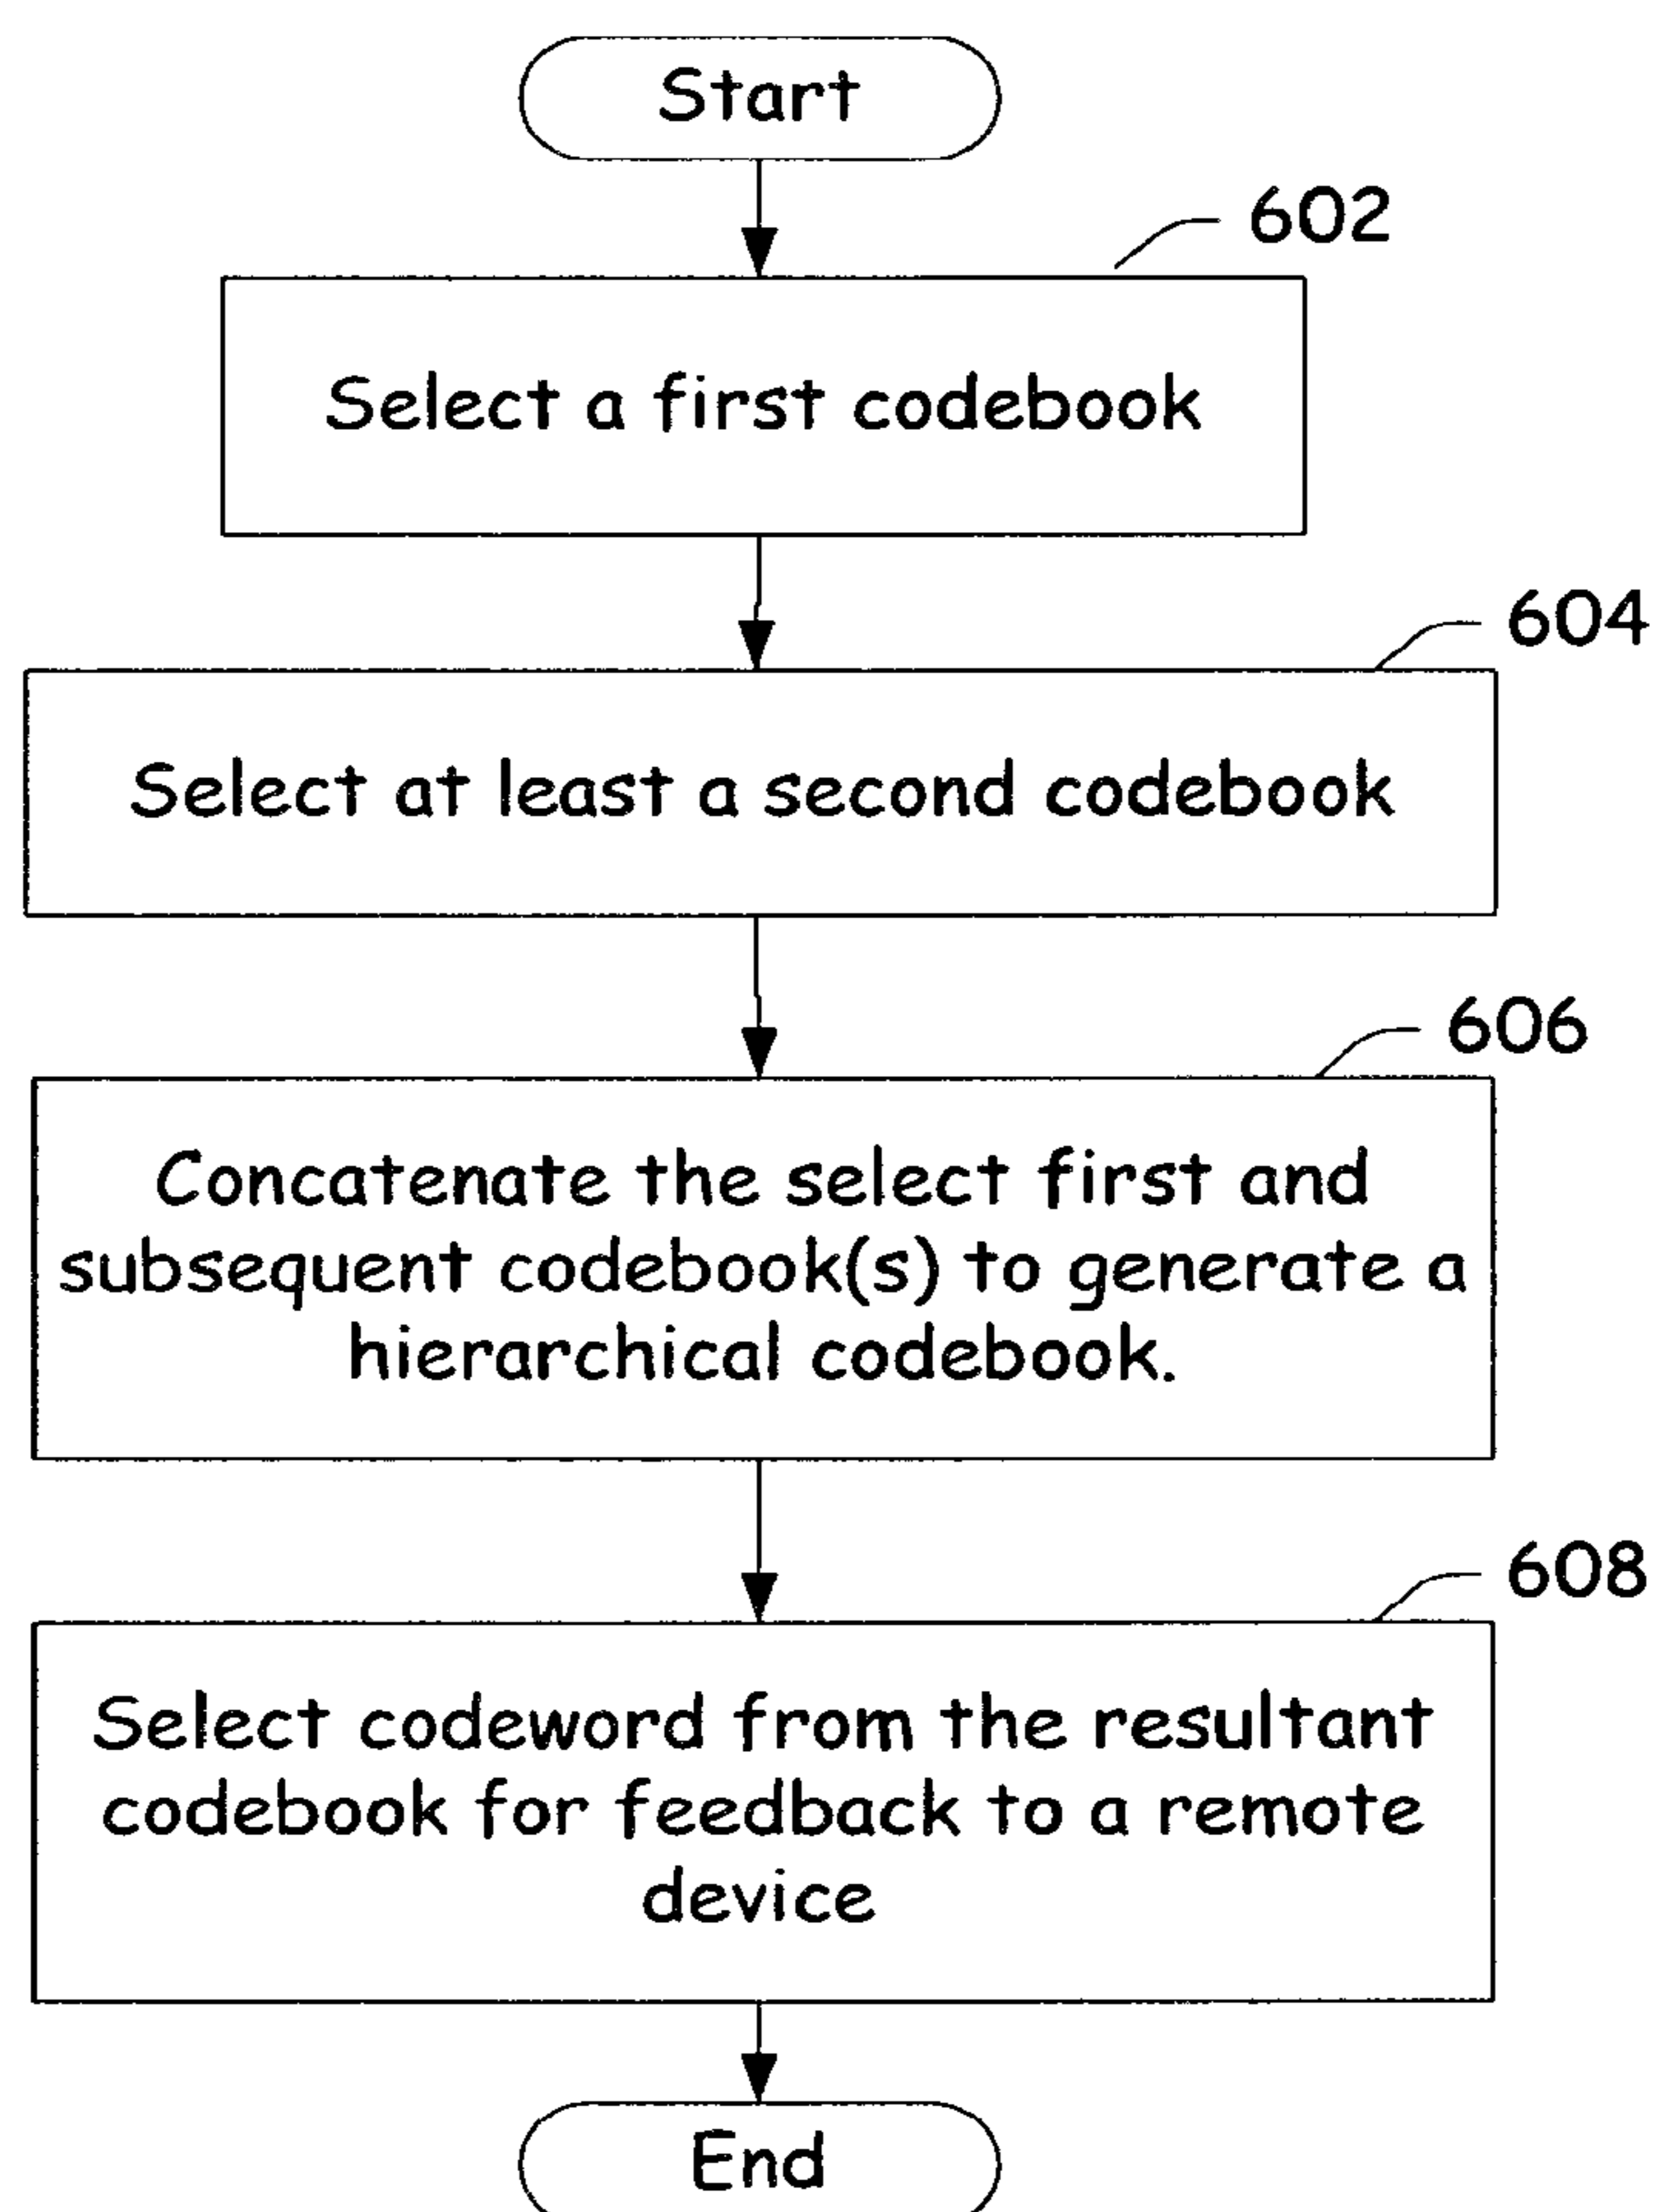 Start
602
Select a first codebook
604
Select at least a second codebook
606
Concatenate the select first and
subsequent codebook(s) to generate a
hierarchical codebook.
608
Select codeword from the resultant
codebook for feedback to a remote
device
End